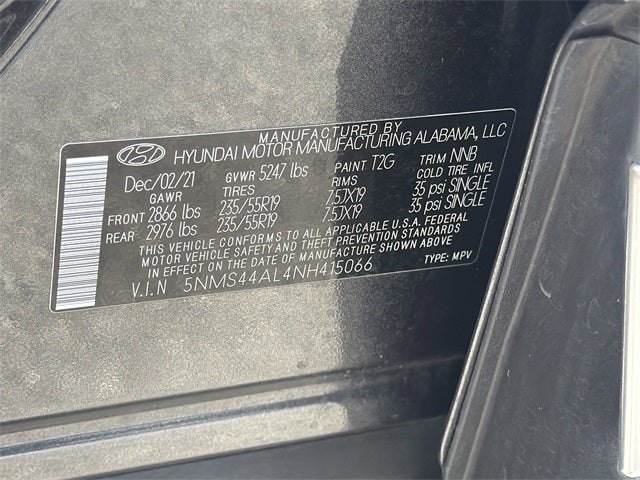 MANUFACTURED BY
HYUNDAI MOTOR MANUFACTURING ALABAMA, LLC
Dec/02/21 GVWR 5247 lbs PAINT T2G TRIM NNB
GAWR TIRES RIMS COLD TIRE INFL
FRONT 2866 lbs 235/55R19 7.5JX19 35 psi SINGLE
REAR 2976 lbs 235/55R19 7.5JX19 35 psi SINGLE
THIS VEHICLE CONFORMS TO ALL APPLICABLE U.S.A. FEDERAL
MOTOR VEHICLE SAFETY AND THEFT PREVENTION STANDARDS
IN EFFECT ON THE DATE OF MANUFACTURE SHOWN ABOVE.
V.I.N 5NMS44AL4NH415066 TYPE: MPV